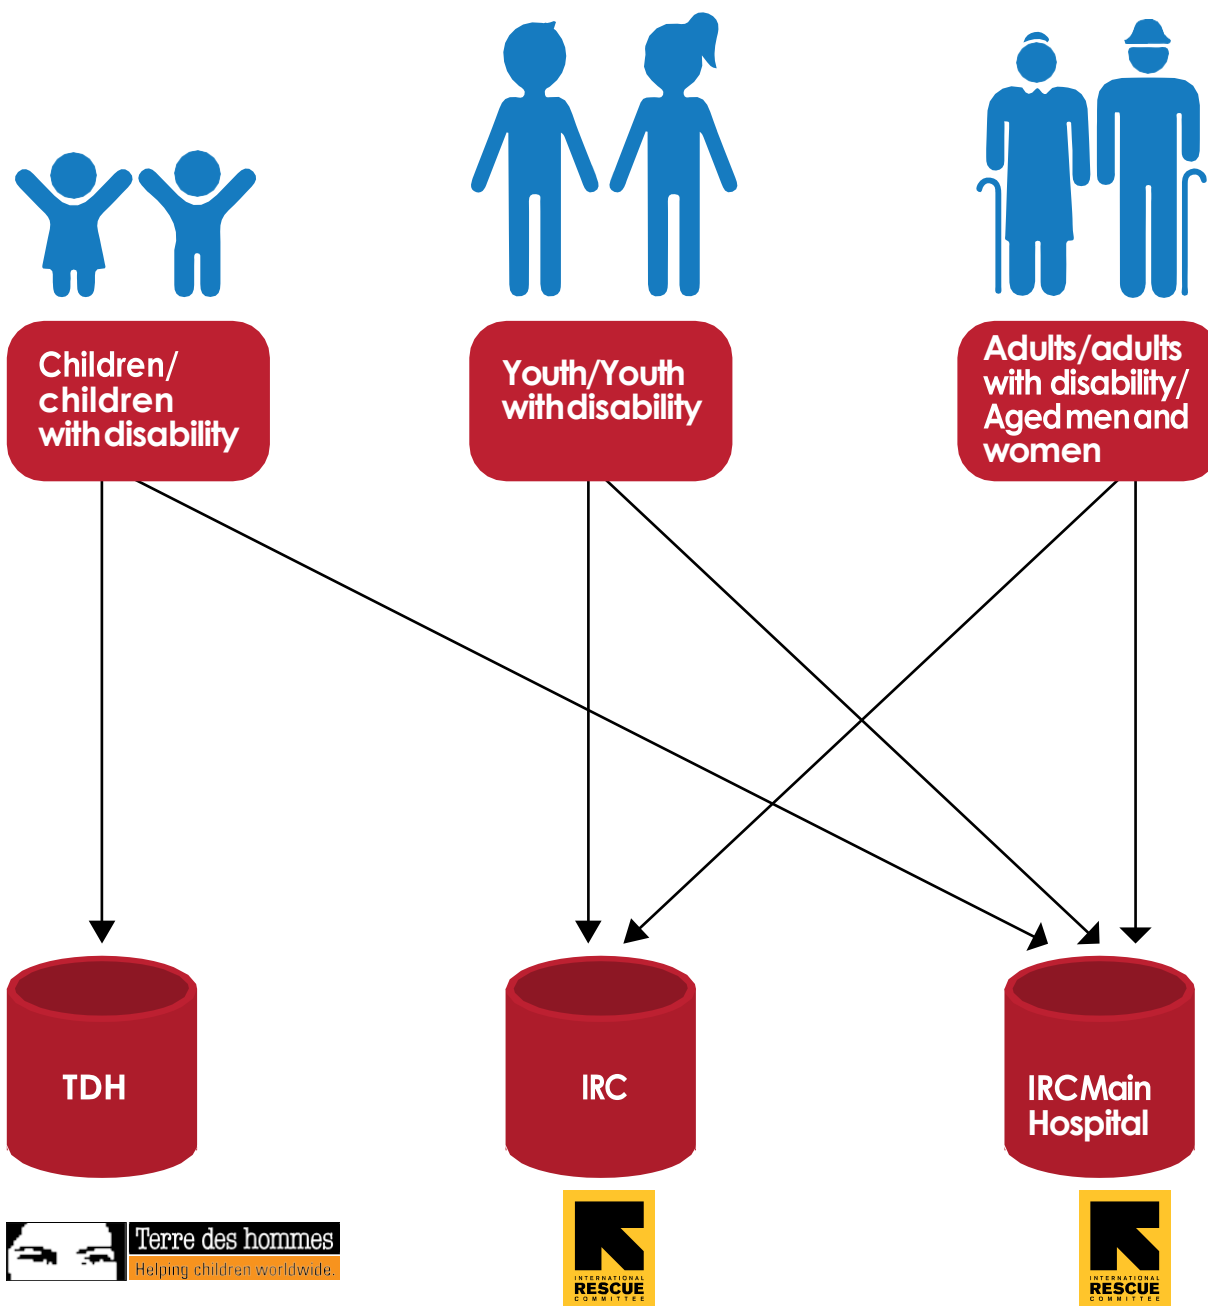 Children/
children
with disability
Youth/Youth
with disability
Adults/adults
with disability/
Aged men and
women
TDH
IRC
IRC Main
Hospital
Terre des hommes
Helping children worldwide.
INTERNATIONAL
RESCUE
COMMITTEE
INTERNATIONAL
RESCUE
COMMITTEE